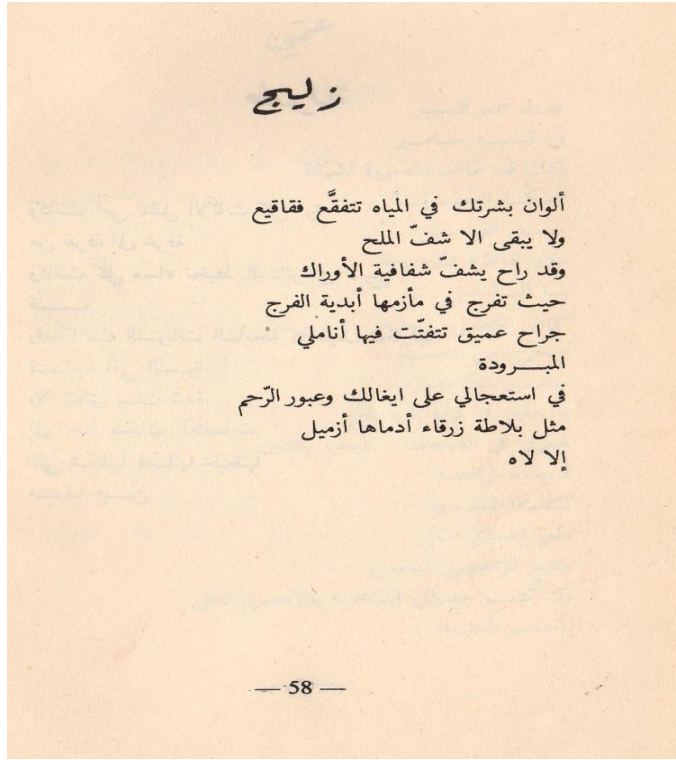 زليج
ألوان بشرتك في المياه تتفقَّع فقاقيع
ولا يبقى الا شفّ الملح
وقد راح يشفّ شفافية الأوراك
حيث تفرج في مأزمها أبدية الفرج
جراح عميق تتفتّت فيها أناملي
المبـــرودة
في استعجالي على ايغالك وعبور الرّحم
مثل بلاطة زرقاء أدماها أزميل
إلا لاه
— 58 —